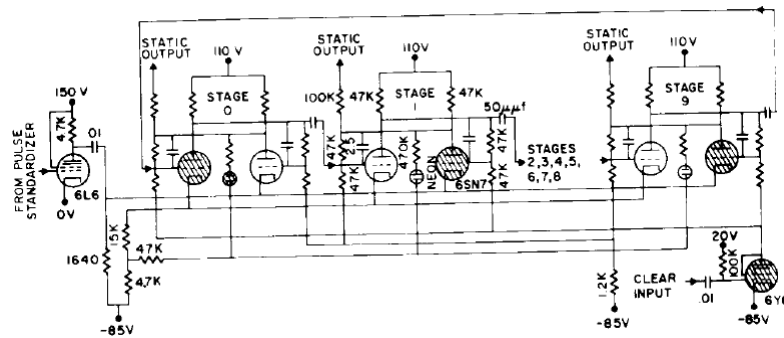 STATIC OUTPUT
110 V
STATIC OUTPUT
110V
STATIC OUTPUT
110V
150 V
4.7K
.01
STAGE 0
100K
47K
STAGE 1
47K
50μμf
STAGE 9
FROM PULSE STANDARDIZER
6L6
0V
47K
2.5
47K
470K
NEON
6SN7
47K
47K
STAGES
2,3,4,5,
6,7,8
15K
1640
47K
4.7K
-85V
1.2K
-85V
CLEAR INPUT
20V
100K
.01
-85V